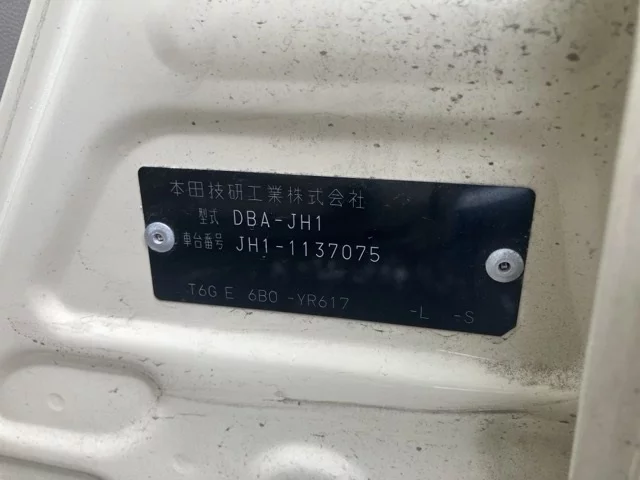 本田技研工業株式会社
型式 DBA-JH1
車台番号 JH1-1137075
T6G E 6B0 -YR617 -L -S